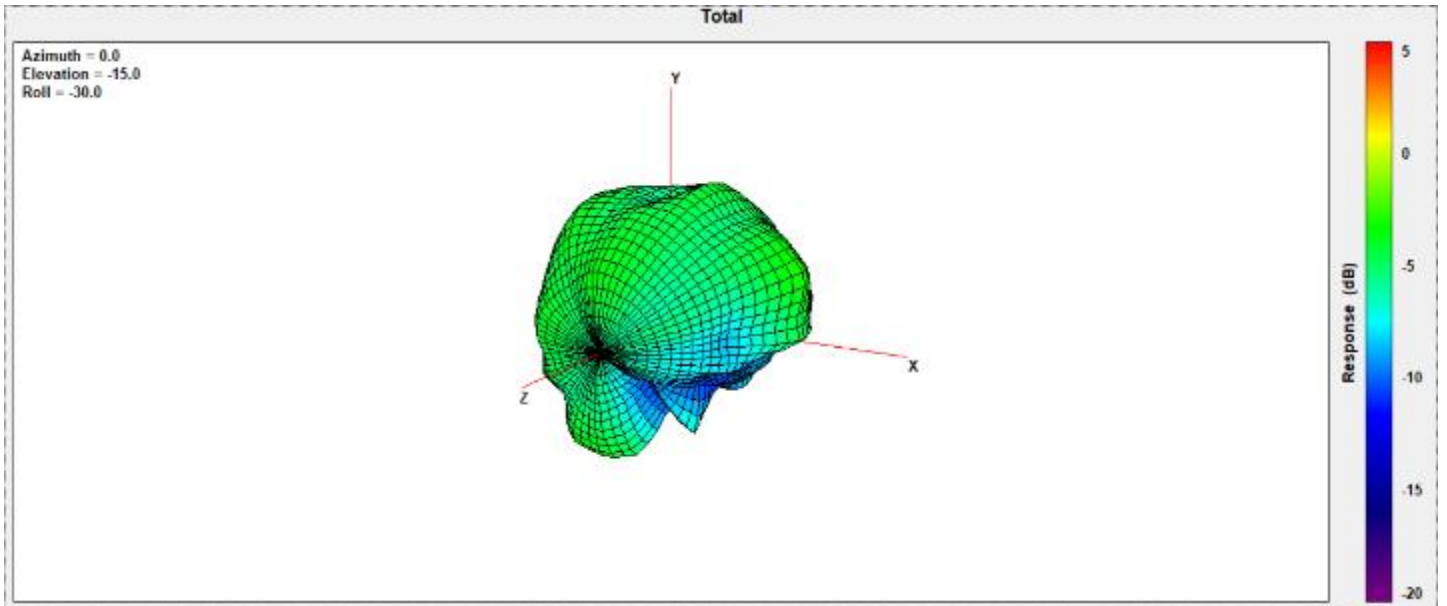 Total
Azimuth = 0.0
Elevation = -15.0
Roll = -30.0
Y
X
Z
5
0
-5
-10
-15
-20
Response (dB)